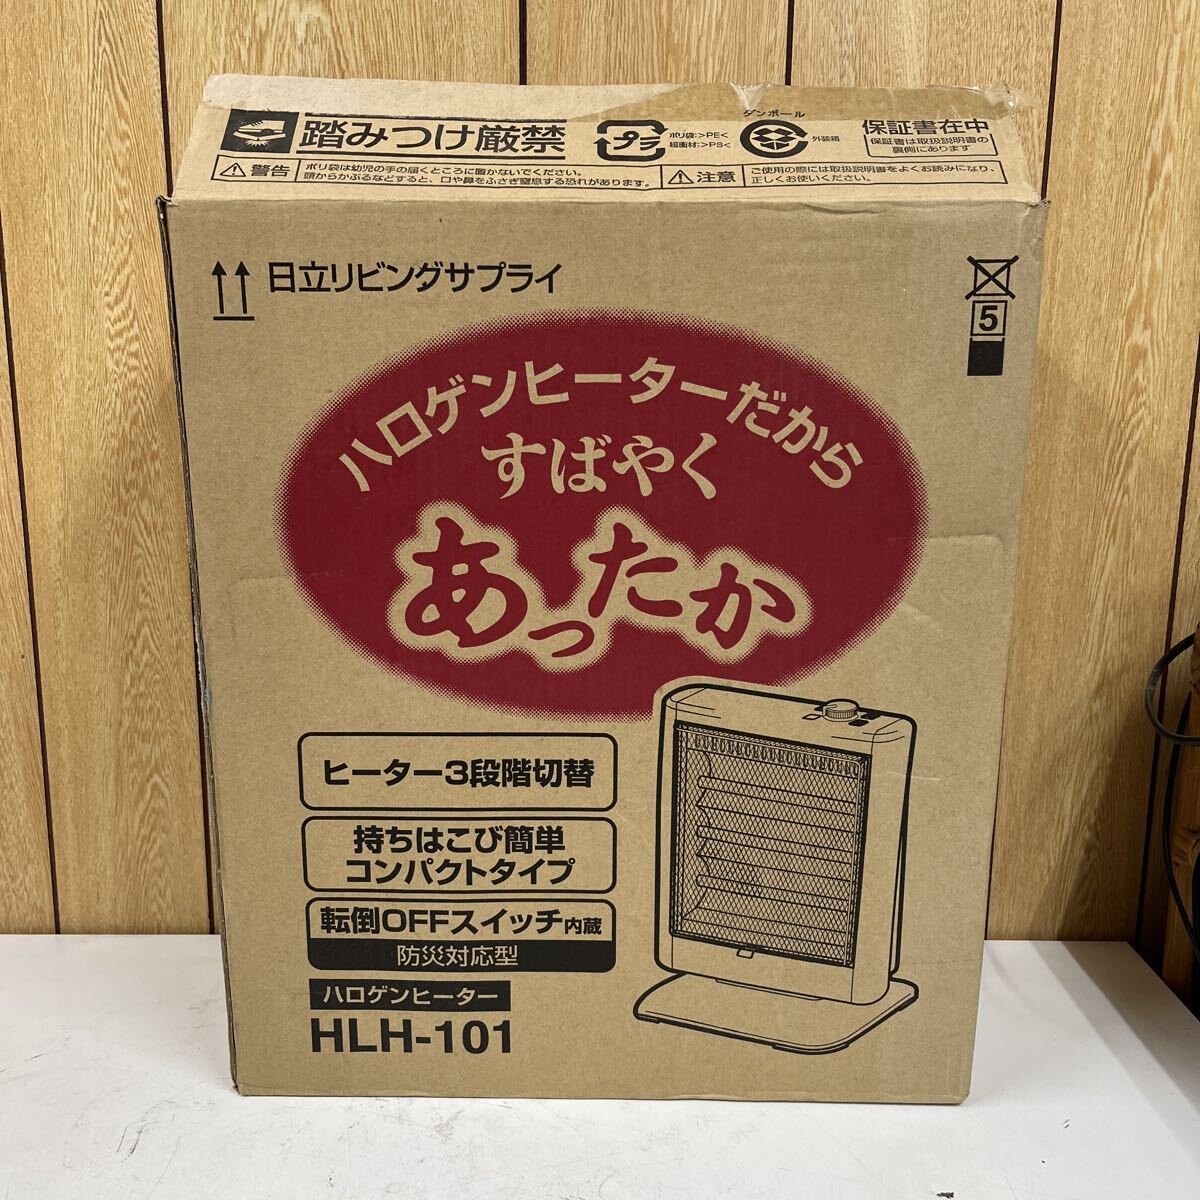 踏みつけ厳禁
プラ
ポリ袋:>PE<
緩衝材:>PS<
ダンボール
外装箱
保証書在中
保証書は取扱説明書の
裏側にあります
警告
ポリ袋は幼児の手の届くところに置かないでください。
頭からかぶるなどすると、口や鼻をふさぎ窒息する恐れがあります。
注意
ご使用の際には取扱説明書をよくお読みになり、
正しくお使いください。
日立リビングサプライ
5
ハロゲンヒーターだから
すばやく
あったか
ヒーター3段階切替
持ちはこび簡単
コンパクトタイプ
転倒OFFスイッチ内蔵
防災対応型
ハロゲンヒーター
HLH-101